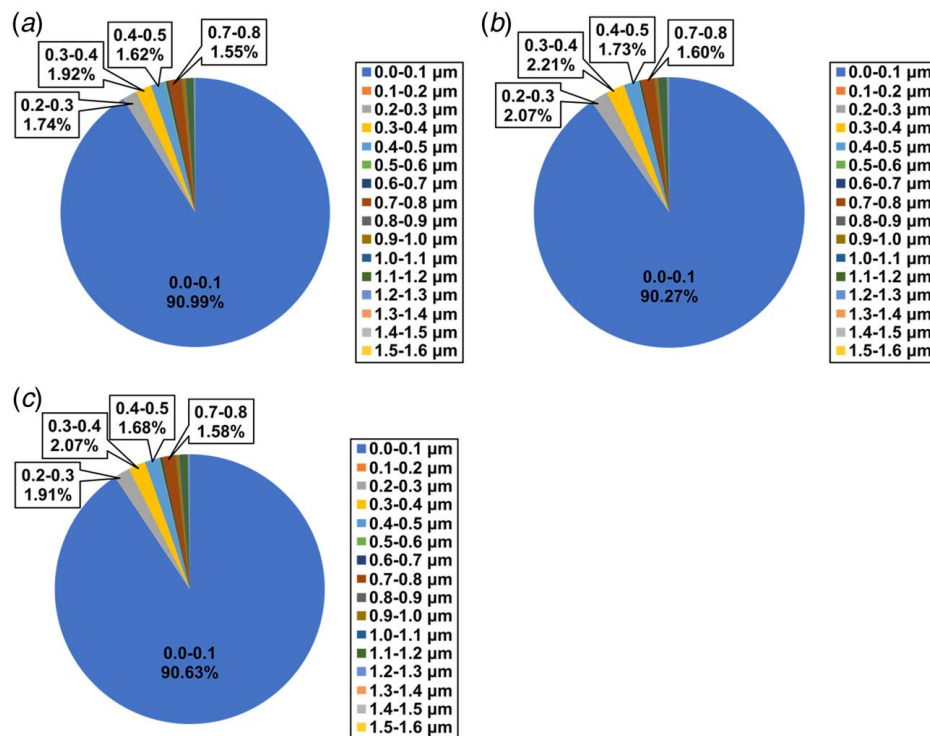 (a)
0.4-0.5
1.62%
0.7-0.8
1.55%
0.3-0.4
1.92%
0.2-0.3
1.74%
0.0-0.1
90.99%
0.0-0.1 µm
0.1-0.2 µm
0.2-0.3 µm
0.3-0.4 µm
0.4-0.5 µm
0.5-0.6 µm
0.6-0.7 µm
0.7-0.8 µm
0.8-0.9 µm
0.9-1.0 µm
1.0-1.1 µm
1.1-1.2 µm
1.2-1.3 µm
1.3-1.4 µm
1.4-1.5 µm
1.5-1.6 µm
(b)
0.4-0.5
1.73%
0.7-0.8
1.60%
0.3-0.4
2.21%
0.2-0.3
2.07%
0.0-0.1
90.27%
0.0-0.1 µm
0.1-0.2 µm
0.2-0.3 µm
0.3-0.4 µm
0.4-0.5 µm
0.5-0.6 µm
0.6-0.7 µm
0.7-0.8 µm
0.8-0.9 µm
0.9-1.0 µm
1.0-1.1 µm
1.1-1.2 µm
1.2-1.3 µm
1.3-1.4 µm
1.4-1.5 µm
1.5-1.6 µm
(c)
0.4-0.5
1.68%
0.7-0.8
1.58%
0.3-0.4
2.07%
0.2-0.3
1.91%
0.0-0.1
90.63%
0.0-0.1 µm
0.1-0.2 µm
0.2-0.3 µm
0.3-0.4 µm
0.4-0.5 µm
0.5-0.6 µm
0.6-0.7 µm
0.7-0.8 µm
0.8-0.9 µm
0.9-1.0 µm
1.0-1.1 µm
1.1-1.2 µm
1.2-1.3 µm
1.3-1.4 µm
1.4-1.5 µm
1.5-1.6 µm